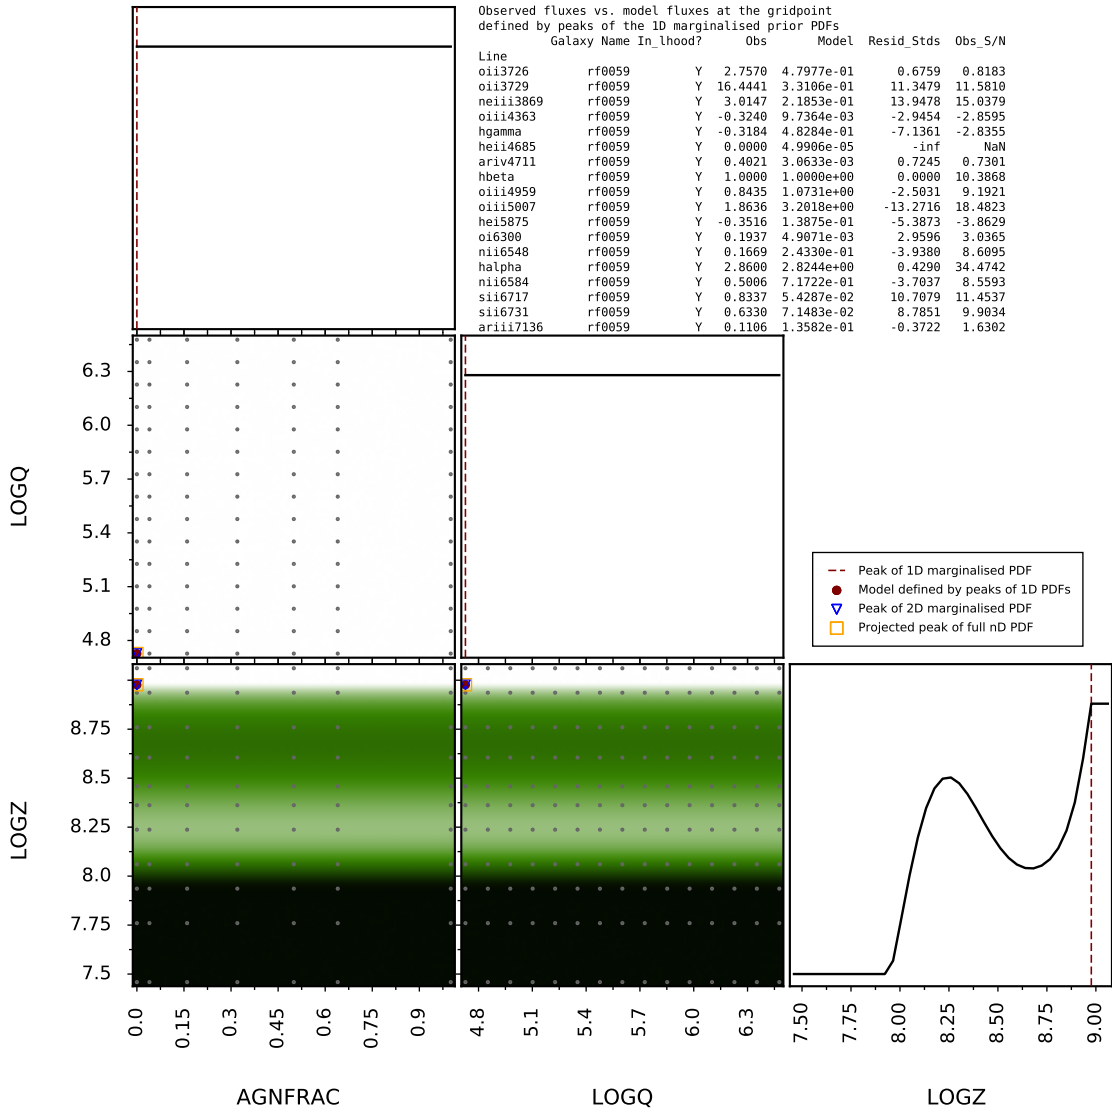 Observed fluxes vs. model fluxes at the gridpoint
defined by peaks of the 1D marginalised prior PDFs
Galaxy Name In_lhood? Obs Model Resid_Stds Obs_S/N
Line
oii3726 rf0059 Y 2.7570 4.7977e-01 0.6759 0.8183
oii3729 rf0059 Y 16.4441 3.3106e-01 11.3479 11.5810
neiii3869 rf0059 Y 3.0147 2.1853e-01 13.9478 15.0379
oiii4363 rf0059 Y -0.3240 9.7364e-03 -2.9454 -2.8595
hgamma rf0059 Y -0.3184 4.8284e-01 -7.1361 -2.8355
heii4685 rf0059 Y 0.0000 4.9906e-05 -inf NaN
ariv4711 rf0059 Y 0.4021 3.0633e-03 0.7245 0.7301
hbeta rf0059 Y 1.0000 1.0000e+00 0.0000 10.3868
oiii4959 rf0059 Y 0.8435 1.0731e+00 -2.5031 9.1921
oiii5007 rf0059 Y 1.8636 3.2018e+00 -13.2716 18.4823
hei5875 rf0059 Y -0.3516 1.3875e-01 -5.3873 -3.8629
oi6300 rf0059 Y 0.1937 4.9071e-03 2.9596 3.0365
nii6548 rf0059 Y 0.1669 2.4330e-01 -3.9380 8.6095
halpha rf0059 Y 2.8600 2.8244e+00 0.4290 34.4742
nii6584 rf0059 Y 0.5006 7.1722e-01 -3.7037 8.5593
sii6717 rf0059 Y 0.8337 5.4287e-02 10.7079 11.4537
sii6731 rf0059 Y 0.6330 7.1483e-02 8.7851 9.9034
ariii7136 rf0059 Y 0.1106 1.3582e-01 -0.3722 1.6302
LOGQ
6.3
6.0
5.7
5.4
5.1
4.8
Peak of 1D marginalised PDF
Model defined by peaks of 1D PDFs
Peak of 2D marginalised PDF
Projected peak of full nD PDF
LOGZ
8.75
8.5
8.25
8.0
7.75
7.5
0.0 0.15 0.3 0.45 0.6 0.75 0.9
4.8 5.1 5.4 5.7 6.0 6.3
7.50 7.75 8.00 8.25 8.50 8.75 9.00
AGNFRAC LOGQ LOGZ